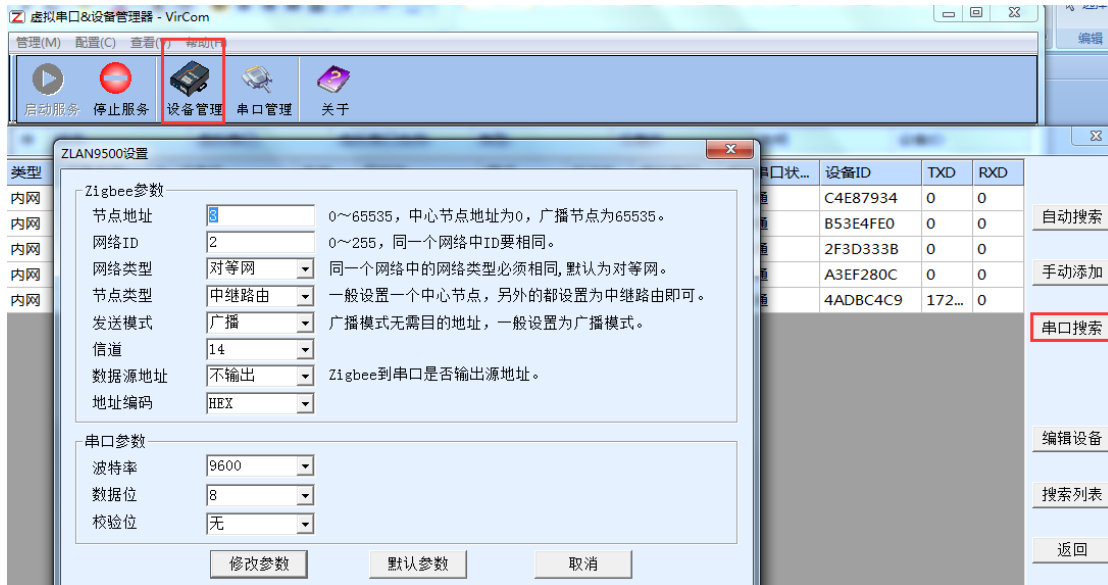 虚拟串口&设备管理器 - VirCom
管理(M) 配置(C) 查看(V) 帮助(H)
编辑
启动服务 停止服务 设备管理 串口管理 关于
ZLAN9500设置
类型 串口状... 设备ID TXD RXD
内网 C4E87934 0 0
内网 B53E4FE0 0 0
内网 2F3D333B 0 0
内网 A3EF280C 0 0
内网 4ADBC4C9 172... 0
Zigbee参数
节点地址 3 0～65535，中心节点地址为0，广播节点为65535。
网络ID 2 0～255，同一个网络中ID要相同。
网络类型 对等网 同一个网络中的网络类型必须相同,默认为对等网。
节点类型 中继路由 一般设置一个中心节点，另外的都设置为中继路由即可。
发送模式 广播 广播模式无需目的地址，一般设置为广播模式。
信道 14
数据源地址 不输出 Zigbee到串口是否输出源地址。
地址编码 HEX
串口参数
波特率 9600
数据位 8
校验位 无
修改参数 默认参数 取消
自动搜索
手动添加
串口搜索
编辑设备
搜索列表
返回